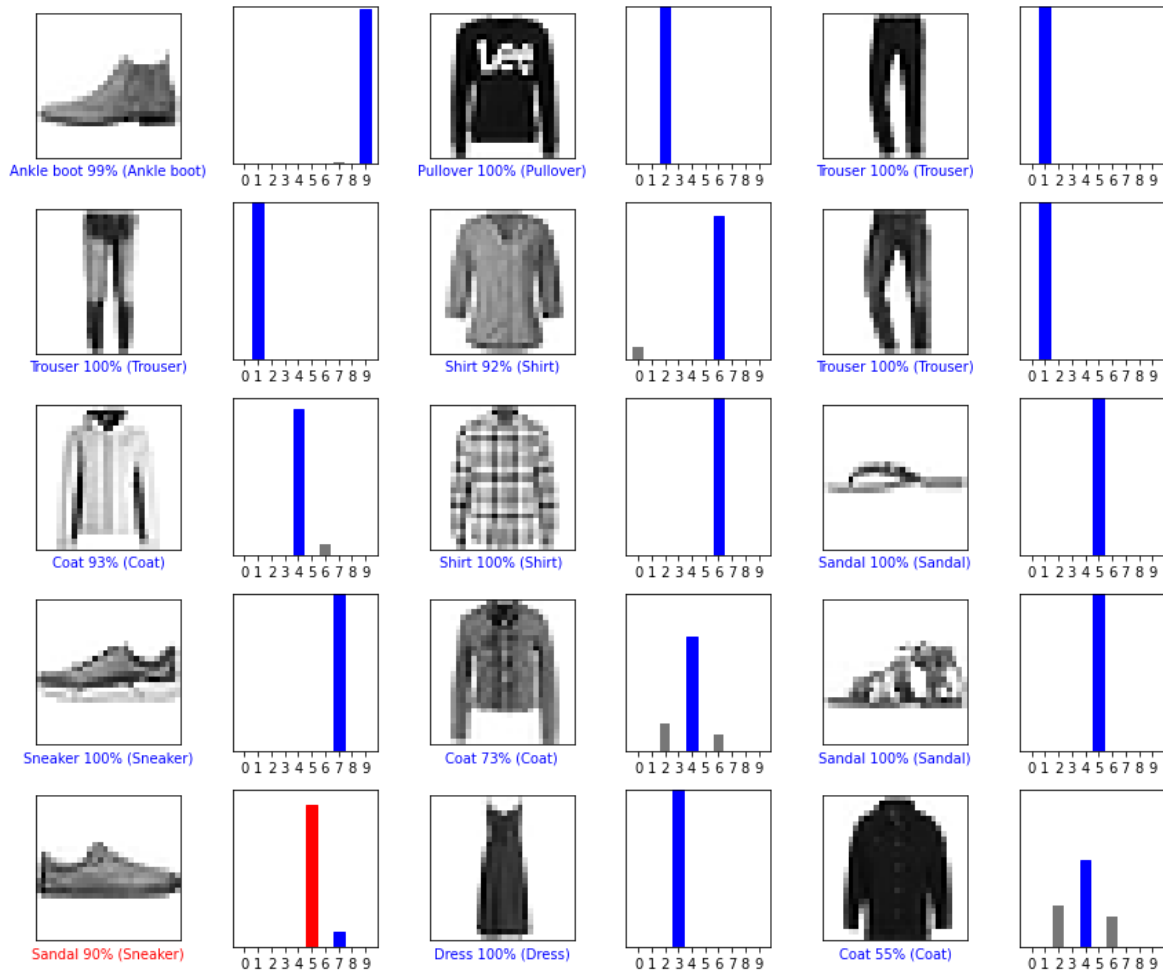 Lee
0 1 2 3 4 5 6 7 8 9
0 1 2 3 4 5 6 7 8 9
0 1 2 3 4 5 6 7 8 9
Ankle boot 99% (Ankle boot)
Pullover 100% (Pullover)
Trouser 100% (Trouser)
0 1 2 3 4 5 6 7 8 9
0 1 2 3 4 5 6 7 8 9
0 1 2 3 4 5 6 7 8 9
Trouser 100% (Trouser)
Shirt 92% (Shirt)
Trouser 100% (Trouser)
0 1 2 3 4 5 6 7 8 9
0 1 2 3 4 5 6 7 8 9
0 1 2 3 4 5 6 7 8 9
Coat 93% (Coat)
Shirt 100% (Shirt)
Sandal 100% (Sandal)
0 1 2 3 4 5 6 7 8 9
0 1 2 3 4 5 6 7 8 9
0 1 2 3 4 5 6 7 8 9
Sneaker 100% (Sneaker)
Coat 73% (Coat)
Sandal 100% (Sandal)
0 1 2 3 4 5 6 7 8 9
0 1 2 3 4 5 6 7 8 9
0 1 2 3 4 5 6 7 8 9
Sandal 90% (Sneaker)
Dress 100% (Dress)
Coat 55% (Coat)